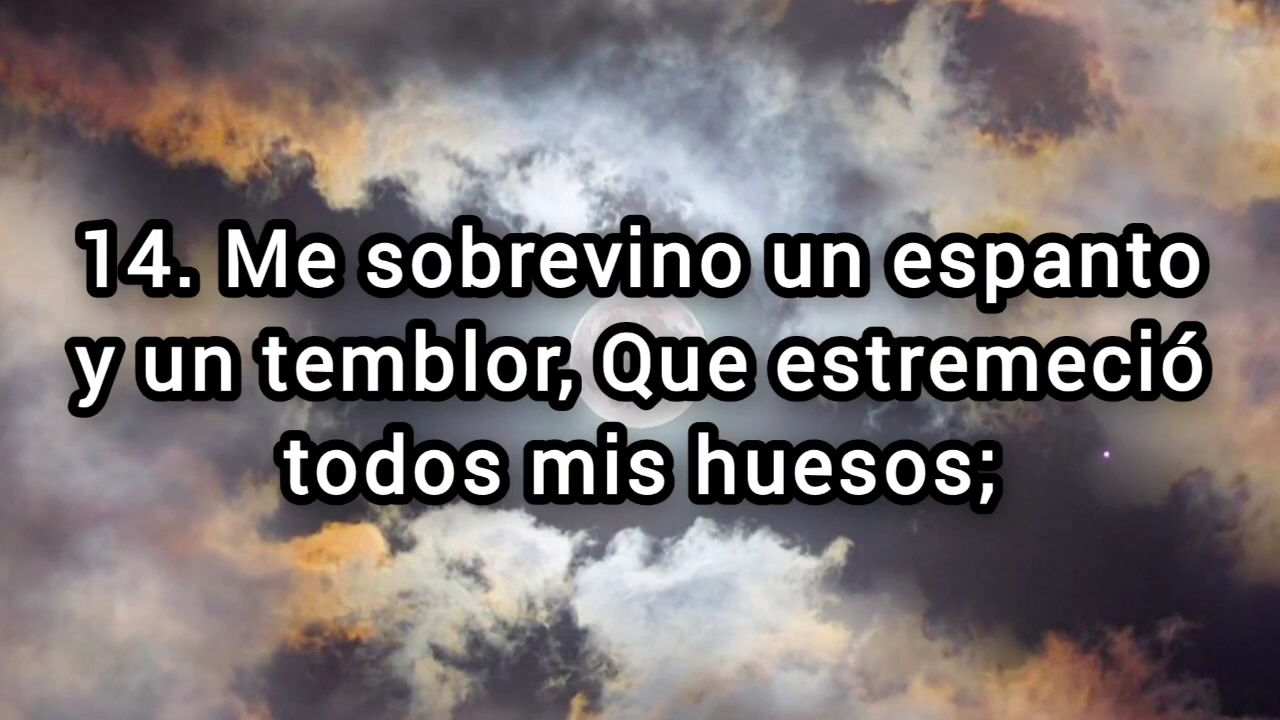 14. Me sobrevino un espanto
y un temblor, Que estremeció
todos mis huesos;